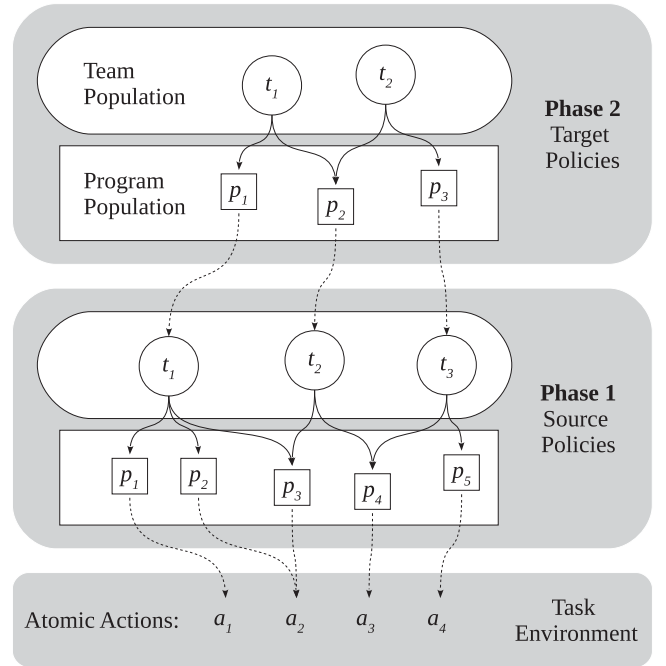 Team
Population
t1
t2
Phase 2
Target
Policies
Program
Population
p1
p2
p3
t1
t2
t3
Phase 1
Source
Policies
p1
p2
p3
p4
p5
Atomic Actions: a1 a2 a3 a4
Task
Environment